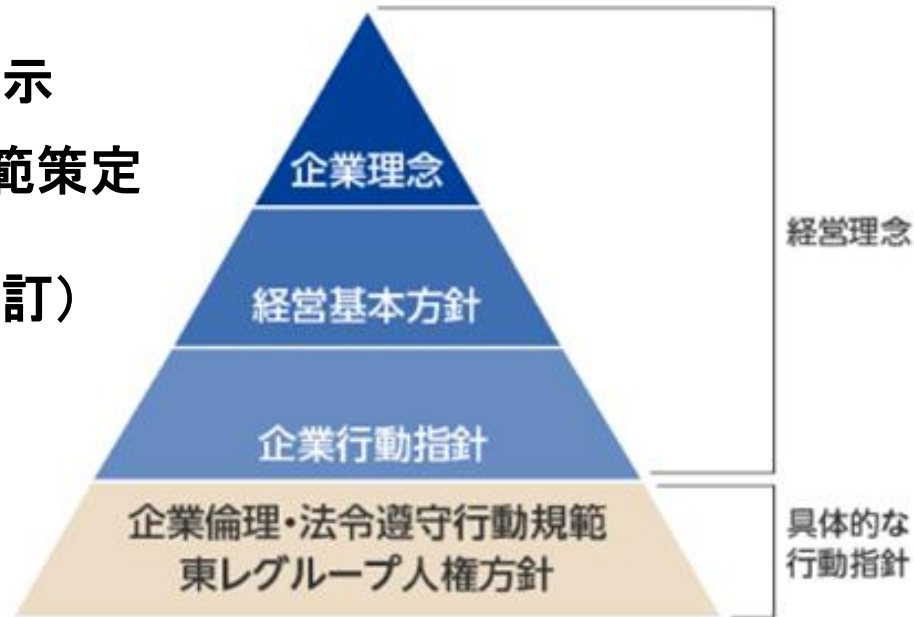 示
範策定
訂)
企業理念
経営基本方針
企業行動指針
企業倫理・法令遵守行動規範
東レグループ人権方針
経営理念
具体的な
行動指針